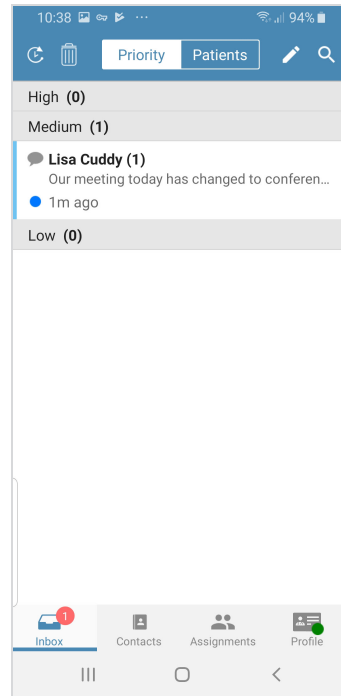 10:38 94%
Priority Patients
High (0)
Medium (1)
Lisa Cuddy (1)
Our meeting today has changed to conferen...
1m ago
Low (0)
1
Inbox Contacts Assignments Profile